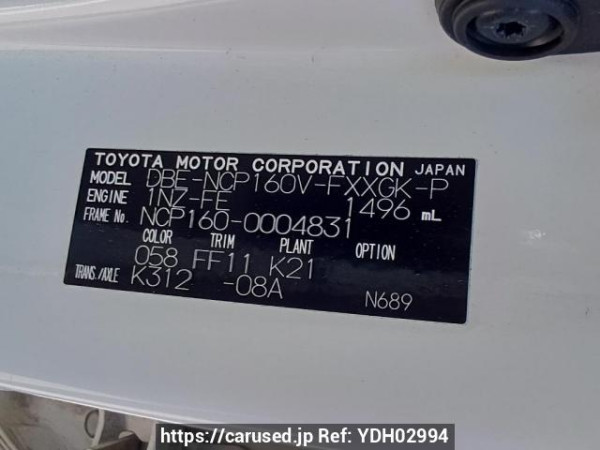 TOYOTA MOTOR CORPORATION JAPAN
MODEL DBE-NCP160V-FXXGK-P
ENGINE 1NZ-FE 1496 mL
FRAME No. NCP160-0004831
COLOR TRIM PLANT OPTION
058 FF11 K21
TRANS./AXLE K312 -08A
N689
https://carused.jp Ref: YDH02994